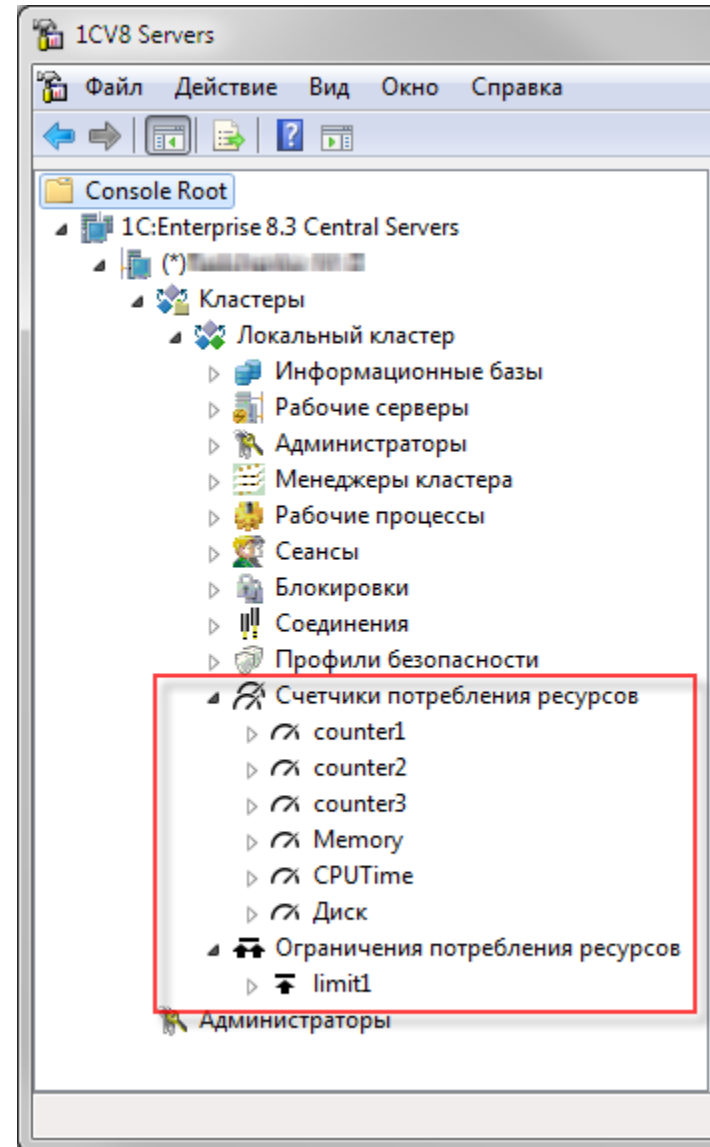 1CV8 Servers
Файл Действие Вид Окно Справка
Console Root
1C:Enterprise 8.3 Central Servers
(*)
Кластеры
Локальный кластер
Информационные базы
Рабочие серверы
Администраторы
Менеджеры кластера
Рабочие процессы
Сеансы
Блокировки
Соединения
Профили безопасности
Счетчики потребления ресурсов
counter1
counter2
counter3
Memory
CPUTime
Диск
Ограничения потребления ресурсов
limit1
Администраторы